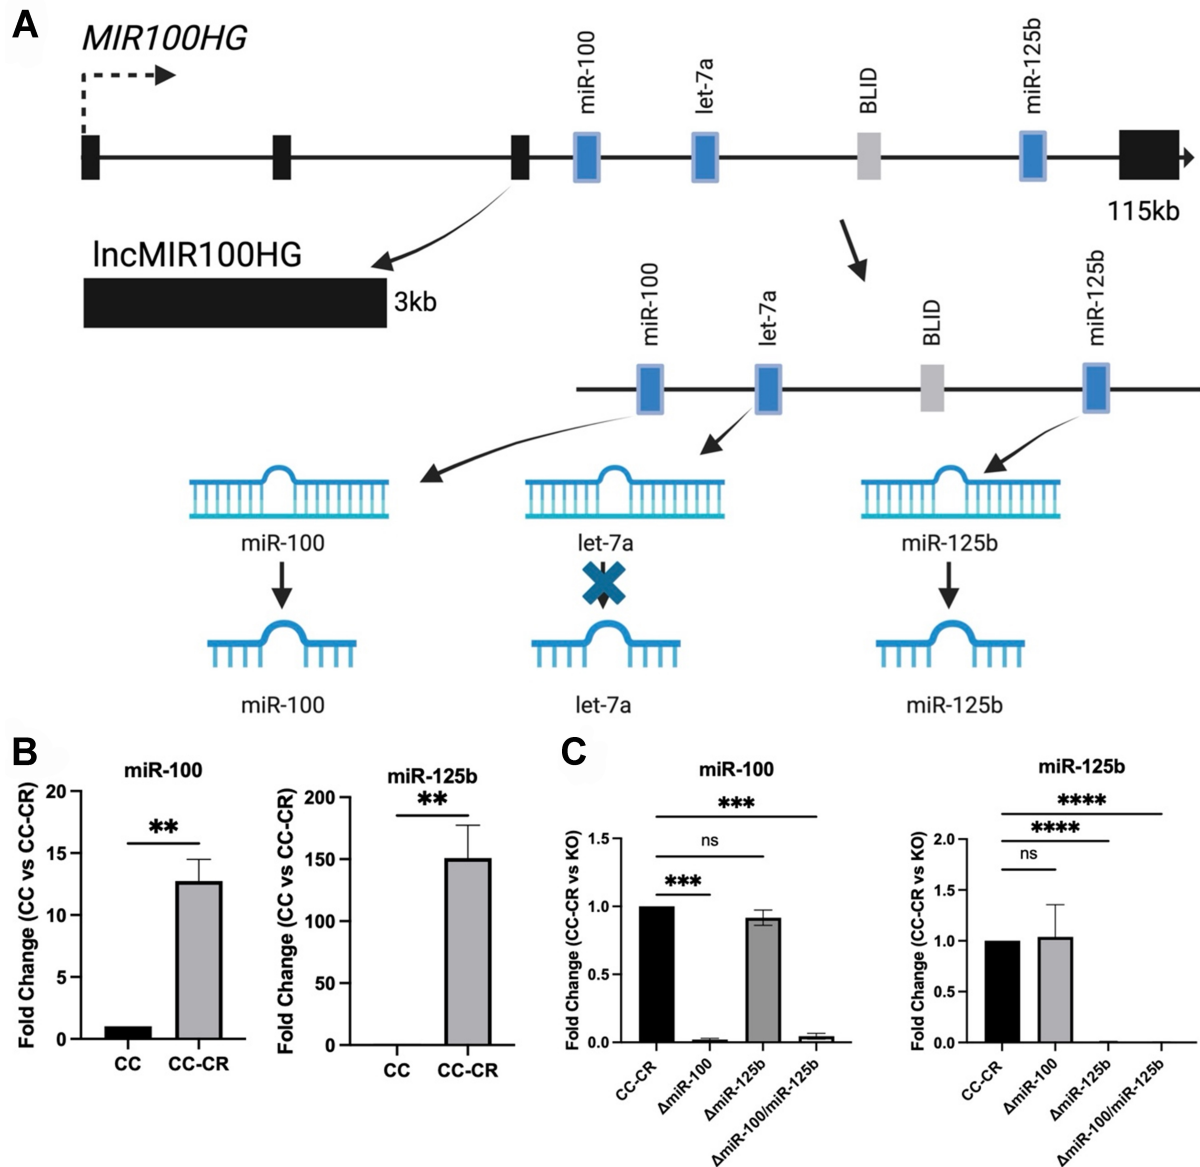 A
MIR100HG
miR-100
let-7a
BLID
miR-125b
115kb
lncMIR100HG
3kb
miR-100
let-7a
BLID
miR-125b
miR-100
let-7a
miR-125b
miR-100
let-7a
miR-125b
B
miR-100
Fold Change (CC vs CC-CR)
20
15
10
5
0
**
CC
CC-CR
miR-125b
Fold Change (CC vs CC-CR)
200
150
100
50
0
**
CC
CC-CR
C
miR-100
Fold Change (CC-CR vs KO)
1.5
1.0
0.5
0.0
***
ns
***
CC-CR
ΔmiR-100
ΔmiR-125b
ΔmiR-100/miR-125b
miR-125b
Fold Change (CC-CR vs KO)
2.0
1.5
1.0
0.5
0.0
****
****
ns
CC-CR
ΔmiR-100
ΔmiR-125b
ΔmiR-100/miR-125b